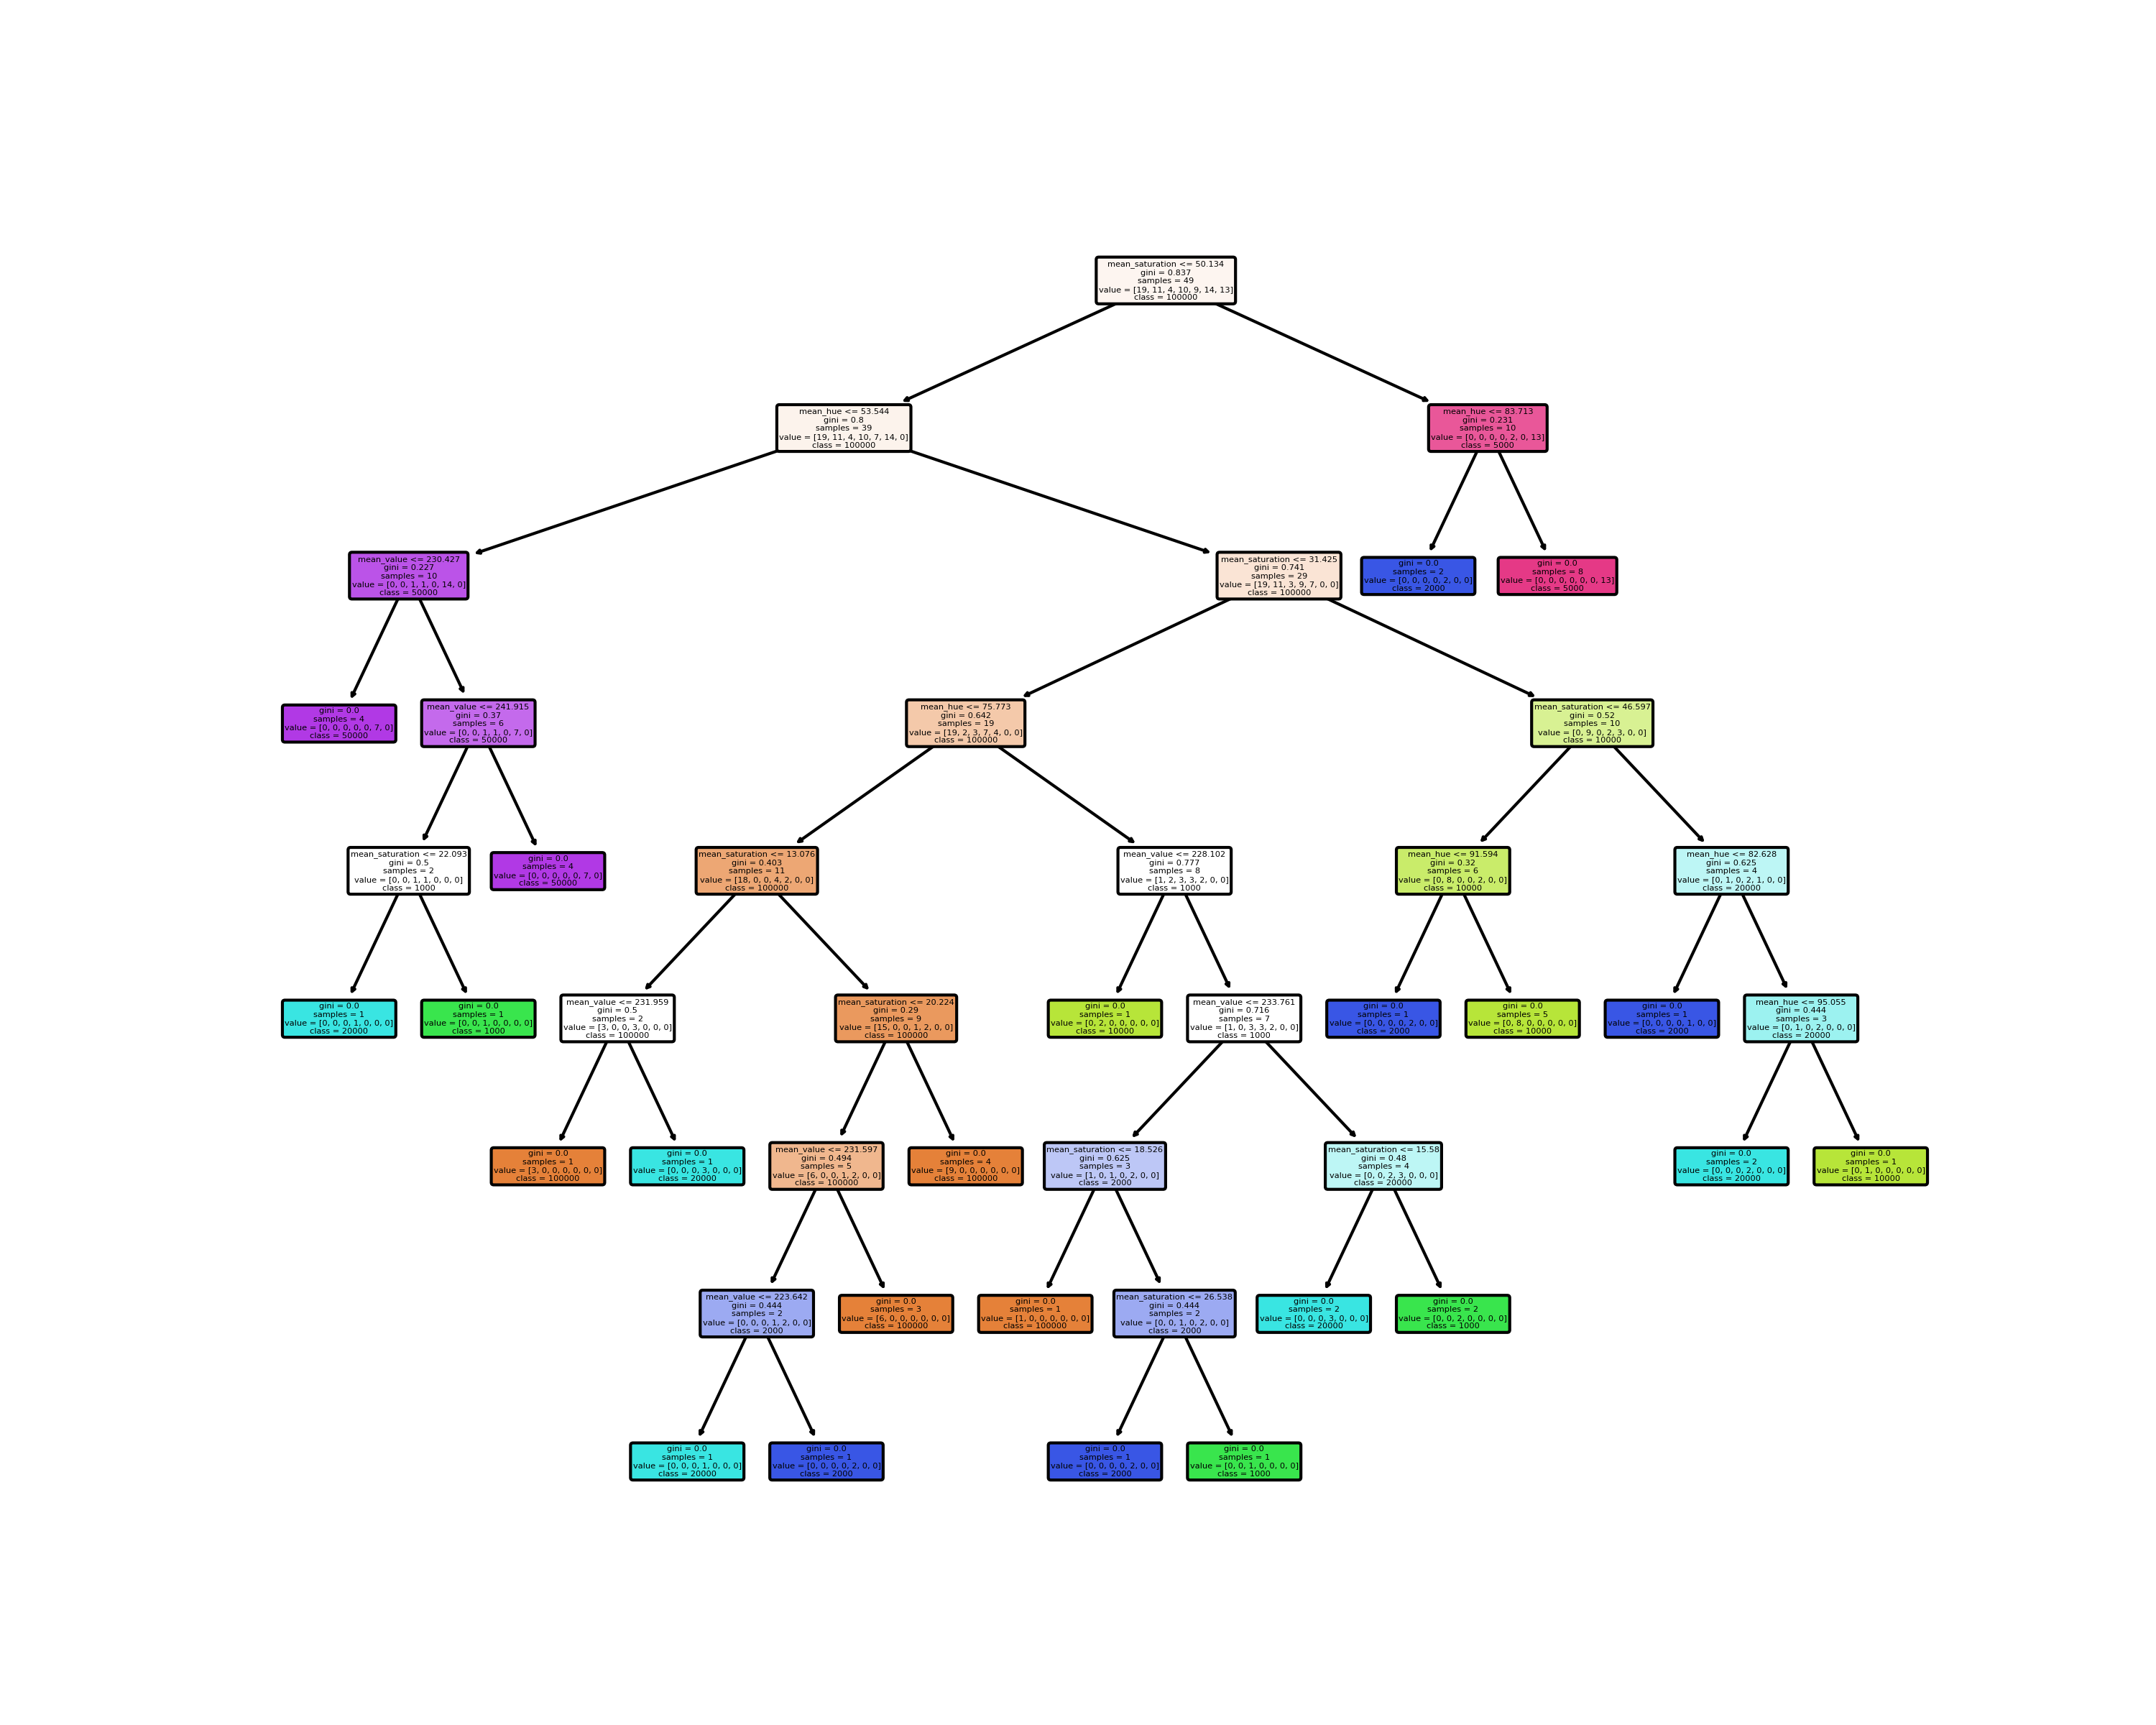 mean_saturation <= 50.134
gini = 0.837
samples = 49
value = [19, 11, 4, 10, 9, 14, 13]
class = 100000
mean_hue <= 53.544
gini = 0.8
samples = 39
value = [19, 11, 4, 10, 7, 14, 0]
class = 100000
mean_hue <= 83.713
gini = 0.231
samples = 10
value = [0, 0, 0, 0, 2, 0, 13]
class = 5000
mean_value <= 230.427
gini = 0.227
samples = 10
value = [0, 0, 1, 1, 0, 14, 0]
class = 50000
mean_saturation <= 31.425
gini = 0.741
samples = 29
value = [19, 11, 3, 9, 7, 0, 0]
class = 100000
gini = 0.0
samples = 2
value = [0, 0, 0, 0, 2, 0, 0]
class = 2000
gini = 0.0
samples = 8
value = [0, 0, 0, 0, 0, 0, 13]
class = 5000
gini = 0.0
samples = 4
value = [0, 0, 0, 0, 0, 7, 0]
class = 50000
mean_value <= 241.915
gini = 0.37
samples = 6
value = [0, 0, 1, 1, 0, 7, 0]
class = 50000
mean_hue <= 75.773
gini = 0.642
samples = 19
value = [19, 2, 3, 7, 4, 0, 0]
class = 100000
mean_saturation <= 46.597
gini = 0.52
samples = 10
value = [0, 9, 0, 2, 3, 0, 0]
class = 10000
mean_saturation <= 22.093
gini = 0.5
samples = 2
value = [0, 0, 1, 1, 0, 0, 0]
class = 1000
gini = 0.0
samples = 4
value = [0, 0, 0, 0, 0, 7, 0]
class = 50000
mean_saturation <= 13.076
gini = 0.403
samples = 11
value = [18, 0, 0, 4, 2, 0, 0]
class = 100000
mean_value <= 228.102
gini = 0.777
samples = 8
value = [1, 2, 3, 3, 2, 0, 0]
class = 1000
mean_hue <= 91.594
gini = 0.32
samples = 6
value = [0, 8, 0, 0, 2, 0, 0]
class = 10000
mean_hue <= 82.628
gini = 0.625
samples = 4
value = [0, 1, 0, 2, 1, 0, 0]
class = 20000
gini = 0.0
samples = 1
value = [0, 0, 0, 1, 0, 0, 0]
class = 20000
gini = 0.0
samples = 1
value = [0, 0, 1, 0, 0, 0, 0]
class = 1000
mean_value <= 231.959
gini = 0.5
samples = 2
value = [3, 0, 0, 3, 0, 0, 0]
class = 100000
mean_saturation <= 20.224
gini = 0.29
samples = 9
value = [15, 0, 0, 1, 2, 0, 0]
class = 100000
gini = 0.0
samples = 1
value = [0, 2, 0, 0, 0, 0, 0]
class = 10000
mean_value <= 233.761
gini = 0.716
samples = 7
value = [1, 0, 3, 3, 2, 0, 0]
class = 1000
gini = 0.0
samples = 1
value = [0, 0, 0, 0, 2, 0, 0]
class = 2000
gini = 0.0
samples = 5
value = [0, 8, 0, 0, 0, 0, 0]
class = 10000
gini = 0.0
samples = 1
value = [0, 0, 0, 0, 1, 0, 0]
class = 2000
mean_hue <= 95.055
gini = 0.444
samples = 3
value = [0, 1, 0, 2, 0, 0, 0]
class = 20000
gini = 0.0
samples = 1
value = [3, 0, 0, 0, 0, 0, 0]
class = 100000
gini = 0.0
samples = 1
value = [0, 0, 0, 3, 0, 0, 0]
class = 20000
mean_value <= 231.597
gini = 0.494
samples = 5
value = [6, 0, 0, 1, 2, 0, 0]
class = 100000
gini = 0.0
samples = 4
value = [9, 0, 0, 0, 0, 0, 0]
class = 100000
mean_saturation <= 18.526
gini = 0.625
samples = 3
value = [1, 0, 1, 0, 2, 0, 0]
class = 2000
mean_saturation <= 15.58
gini = 0.48
samples = 4
value = [0, 0, 2, 3, 0, 0, 0]
class = 20000
gini = 0.0
samples = 2
value = [0, 0, 0, 2, 0, 0, 0]
class = 20000
gini = 0.0
samples = 1
value = [0, 1, 0, 0, 0, 0, 0]
class = 10000
mean_value <= 223.642
gini = 0.444
samples = 2
value = [0, 0, 0, 1, 2, 0, 0]
class = 2000
gini = 0.0
samples = 3
value = [6, 0, 0, 0, 0, 0, 0]
class = 100000
gini = 0.0
samples = 1
value = [1, 0, 0, 0, 0, 0, 0]
class = 100000
mean_saturation <= 26.538
gini = 0.444
samples = 2
value = [0, 0, 1, 0, 2, 0, 0]
class = 2000
gini = 0.0
samples = 2
value = [0, 0, 0, 3, 0, 0, 0]
class = 20000
gini = 0.0
samples = 2
value = [0, 0, 2, 0, 0, 0, 0]
class = 1000
gini = 0.0
samples = 1
value = [0, 0, 0, 1, 0, 0, 0]
class = 20000
gini = 0.0
samples = 1
value = [0, 0, 0, 0, 2, 0, 0]
class = 2000
gini = 0.0
samples = 1
value = [0, 0, 0, 0, 2, 0, 0]
class = 2000
gini = 0.0
samples = 1
value = [0, 0, 1, 0, 0, 0, 0]
class = 1000